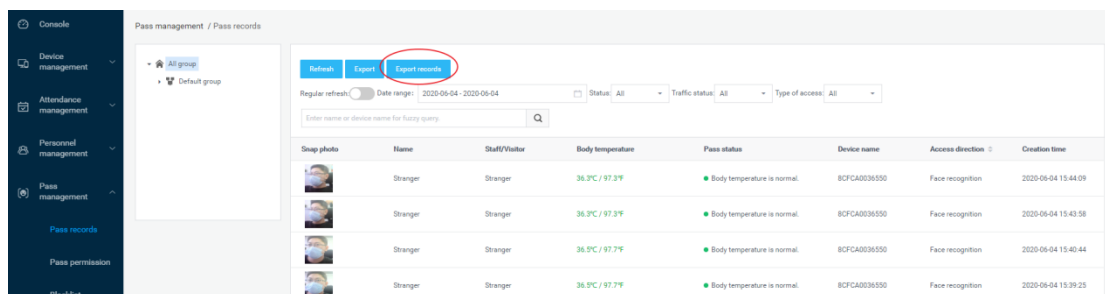 Console
Device
management
Attendance
management
Personnel
management
Pass
management
Pass records
Pass permission
Pass management / Pass records
All group
Default group
Refresh Export Export records
Regular refresh: Date range: 2020-06-04 - 2020-06-04 Status: All Traffic status: All Type of access: All
Enter name or device name for fuzzy query.
Snap photo Name Staff/Visitor Body temperature Pass status Device name Access direction Creation time
Stranger Stranger 36.3℃ / 97.3℉ Body temperature is normal. 8CFCA0036550 Face recognition 2020-06-04 15:44:09
Stranger Stranger 36.3℃ / 97.3℉ Body temperature is normal. 8CFCA0036550 Face recognition 2020-06-04 15:43:58
Stranger Stranger 36.5℃ / 97.7℉ Body temperature is normal. 8CFCA0036550 Face recognition 2020-06-04 15:40:44
Stranger Stranger 36.5℃ / 97.7℉ Body temperature is normal. 8CFCA0036550 Face recognition 2020-06-04 15:39:25